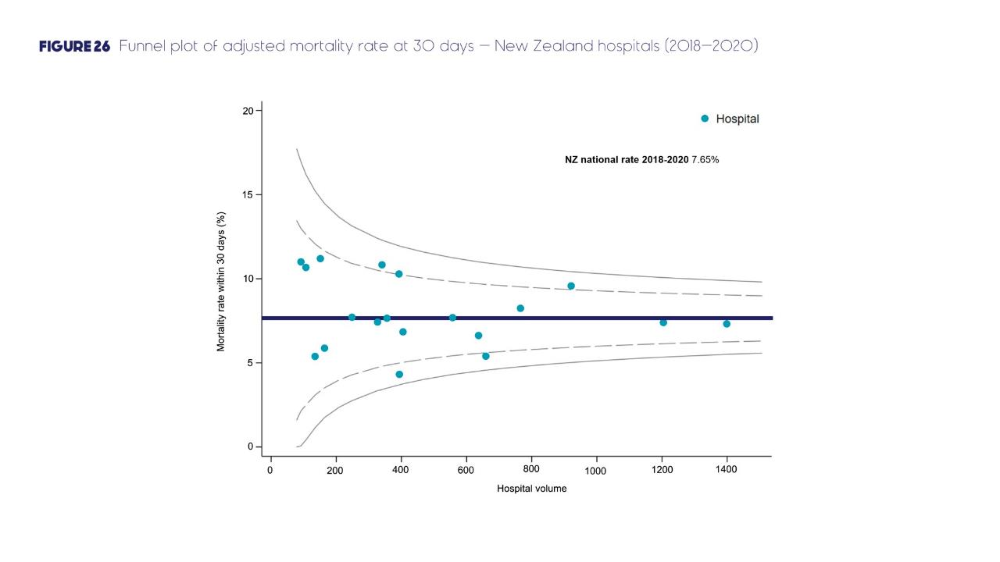 FIGURE 26 Funnel plot of adjusted mortality rate at 30 days – New Zealand hospitals (2018–2020)
Hospital
NZ national rate 2018-2020 7.65%
Mortality rate within 30 days (%)
20
15
10
5
0
0 200 400 600 800 1000 1200 1400
Hospital volume